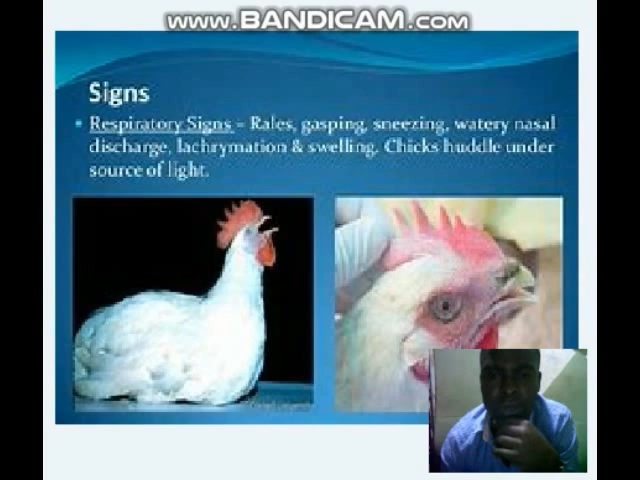 www.BANDICAM.com
Signs
Respiratory Signs – Rales, gasping, sneezing, watery nasal
discharge, lachrymation & swelling. Chicks huddle under
source of light.